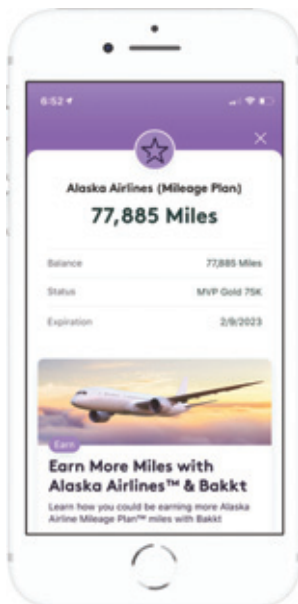 6:52
Alaska Airlines (Mileage Plan)
77,885 Miles
Balance 77,885 Miles
Status MVP Gold 75K
Expiration 2/9/2023
Earn
Earn More Miles with
Alaska Airlines™ & Bakkt
Learn how you could be earning more Alaska
Airline Mileage Plan™ miles with Bakkt